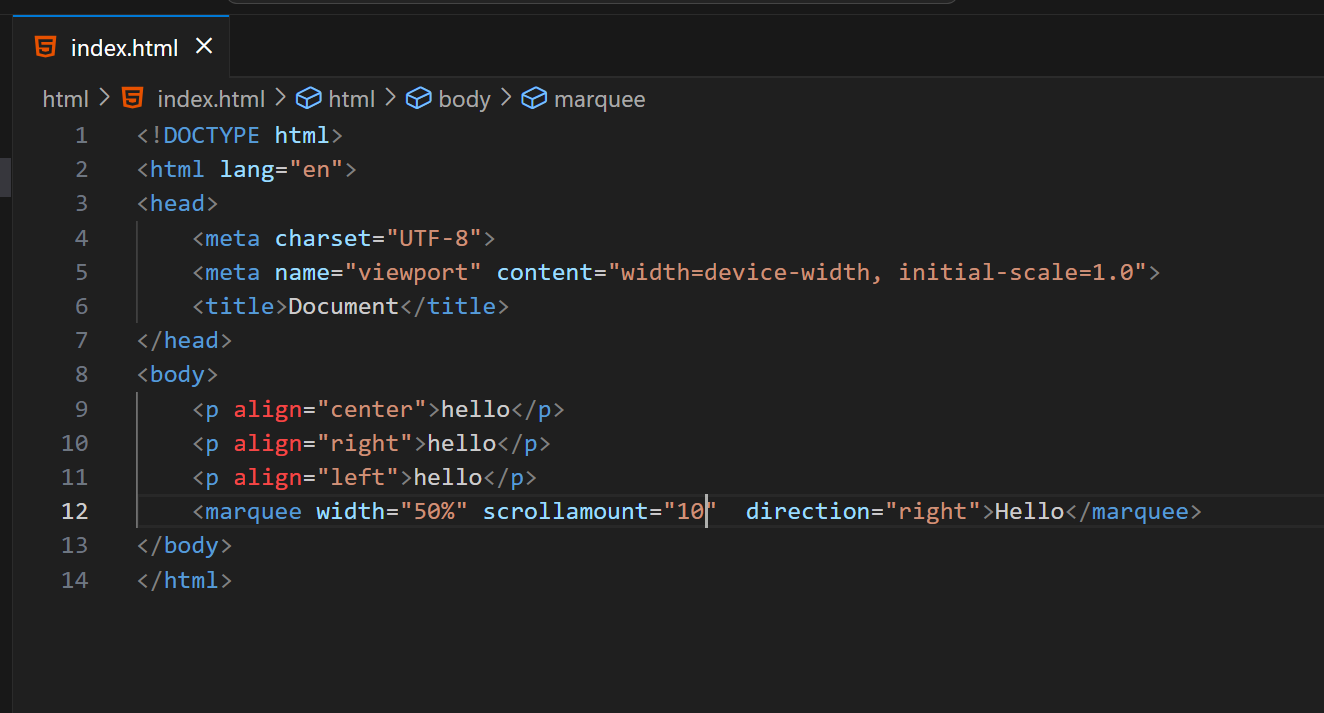 index.html
html > index.html > html > body > marquee
1 <!DOCTYPE html>
2 <html lang="en">
3 <head>
4     <meta charset="UTF-8">
5     <meta name="viewport" content="width=device-width, initial-scale=1.0">
6     <title>Document</title>
7 </head>
8 <body>
9     <p align="center">hello</p>
10     <p align="right">hello</p>
11     <p align="left">hello</p>
12     <marquee width="50%" scrollamount="10"  direction="right">Hello</marquee>
13 </body>
14 </html>